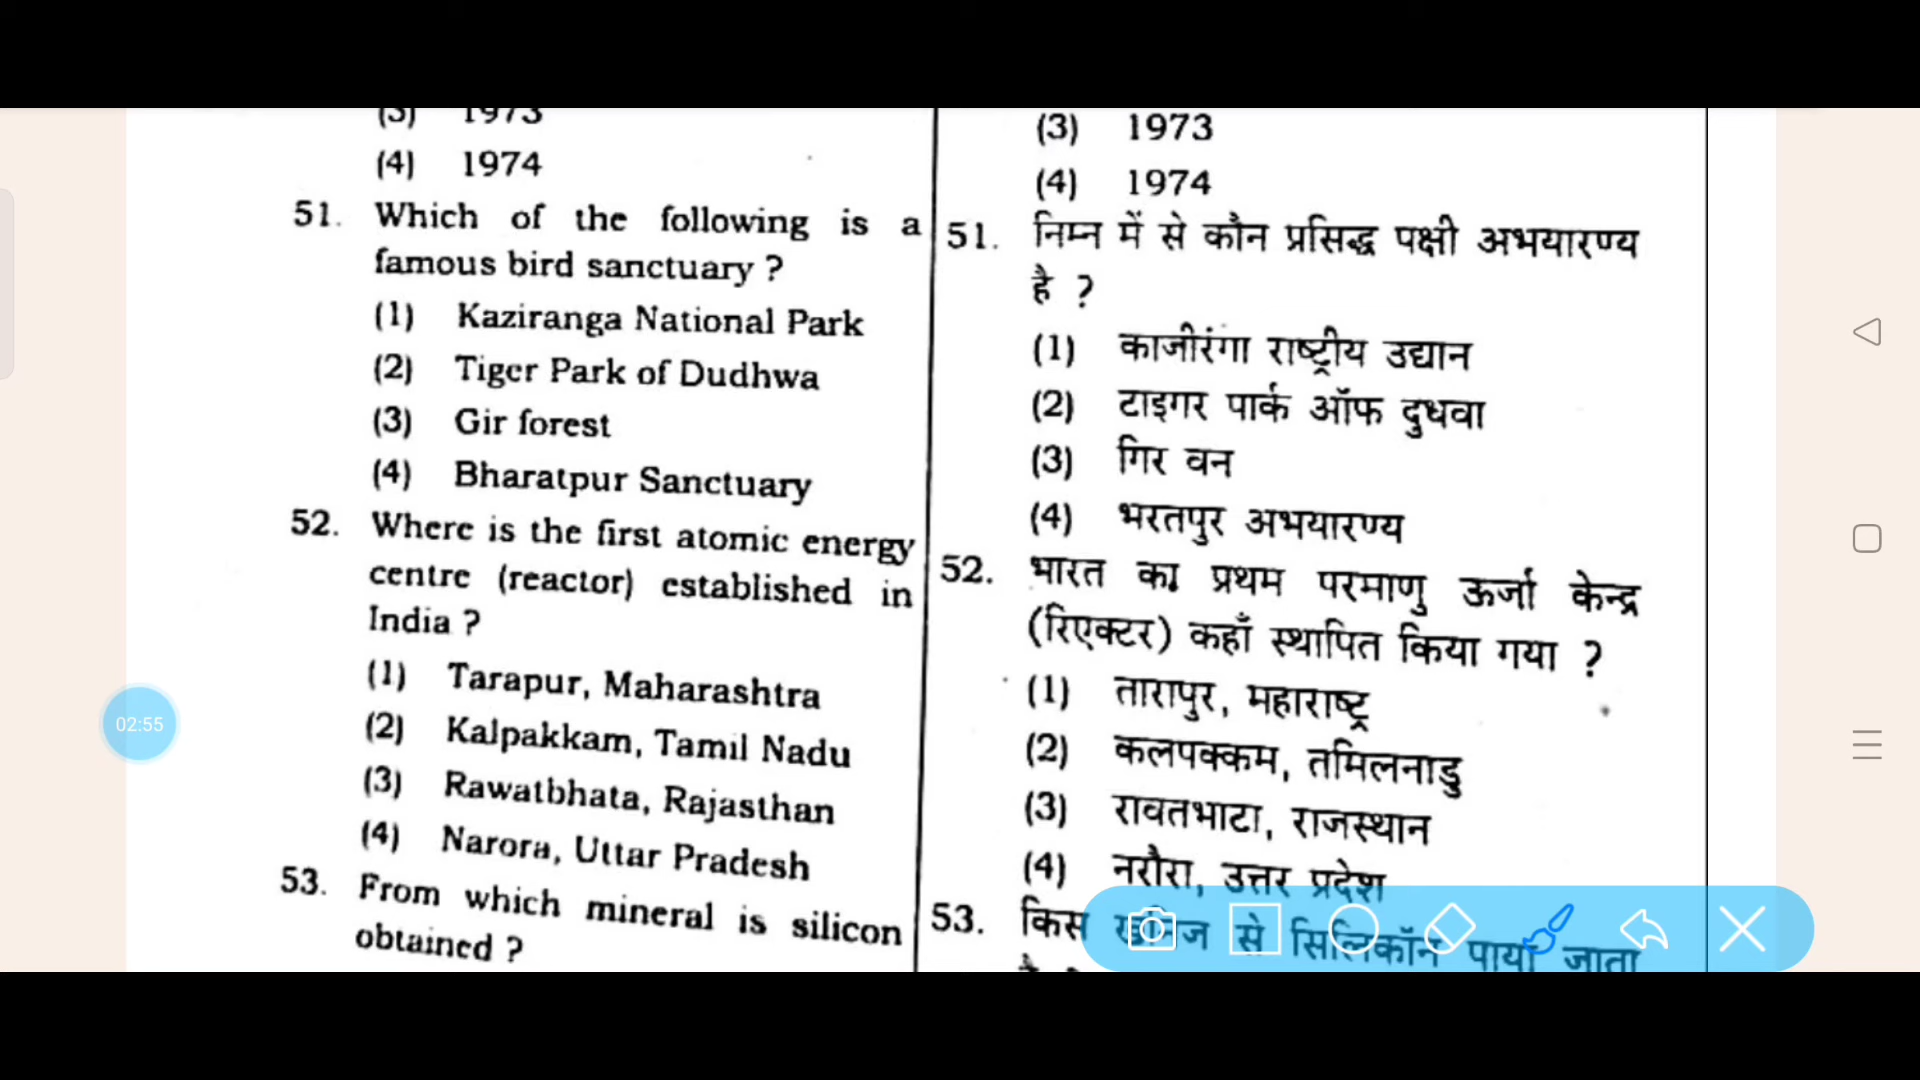 (3) 1973
(4) 1974
51. Which of the following is a
famous bird sanctuary ?
(1) Kaziranga National Park
(2) Tiger Park of Dudhwa
(3) Gir forest
(4) Bharatpur Sanctuary
52. Where is the first atomic energy
centre (reactor) established in
India ?
(1) Tarapur, Maharashtra
(2) Kalpakkam, Tamil Nadu
(3) Rawatbhata, Rajasthan
(4) Narora, Uttar Pradesh
53. From which mineral is silicon
obtained ?
(3) 1973
(4) 1974
51. निम्न में से कौन प्रसिद्ध पक्षी अभयारण्य
है ?
(1) काजीरंगा राष्ट्रीय उद्यान
(2) टाइगर पार्क ऑफ दुधवा
(3) गिर वन
(4) भरतपुर अभयारण्य
52. भारत का प्रथम परमाणु ऊर्जा केन्द्र
(रिएक्टर) कहाँ स्थापित किया गया ?
(1) तारापुर, महाराष्ट्र
(2) कलपक्कम, तमिलनाडु
(3) रावतभाटा, राजस्थान
(4) नरौरा, उत्तर प्रदेश
53. किस खनिज से सिलिकॉन पाया जाता
02:55